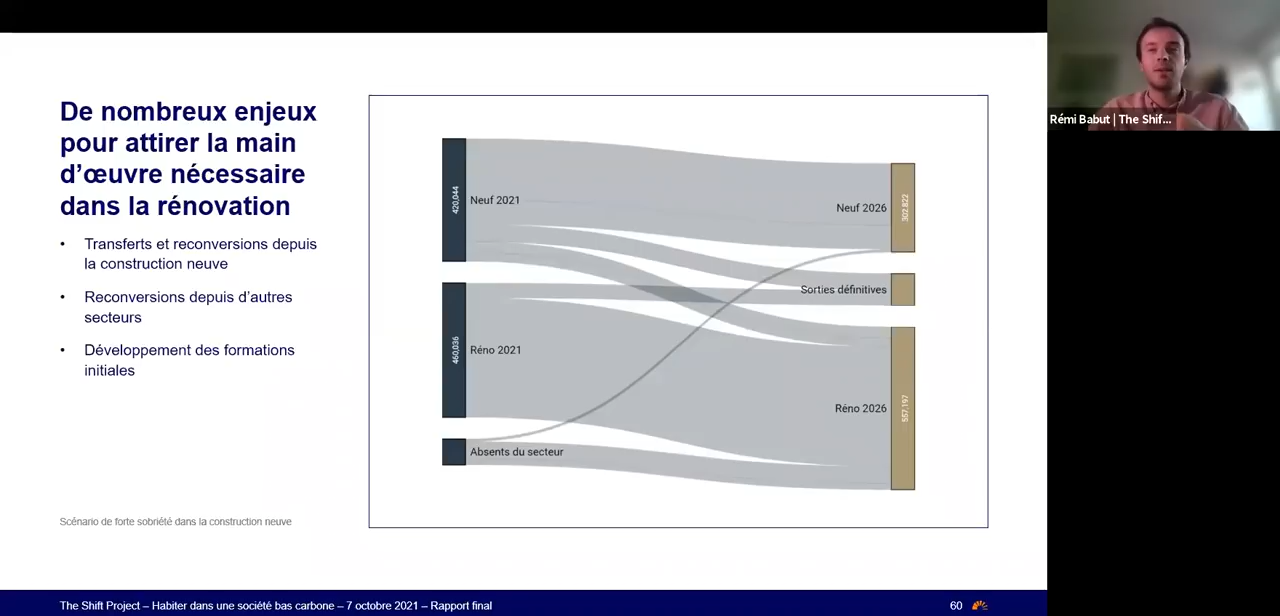 De nombreux enjeux
pour attirer la main
d'œuvre nécessaire
dans la rénovation
• Transferts et reconversions depuis
la construction neuve
• Reconversions depuis d'autres
secteurs
• Développement des formations
initiales
Scénario de forte sobriété dans la construction neuve
420,044
Neuf 2021
460,036
Réno 2021
Absents du secteur
Neuf 2026
302,822
Sorties définitives
Réno 2026
557,197
The Shift Project – Habiter dans une société bas carbone – 7 octobre 2021 – Rapport final
60
Rémi Babut | The Shif...